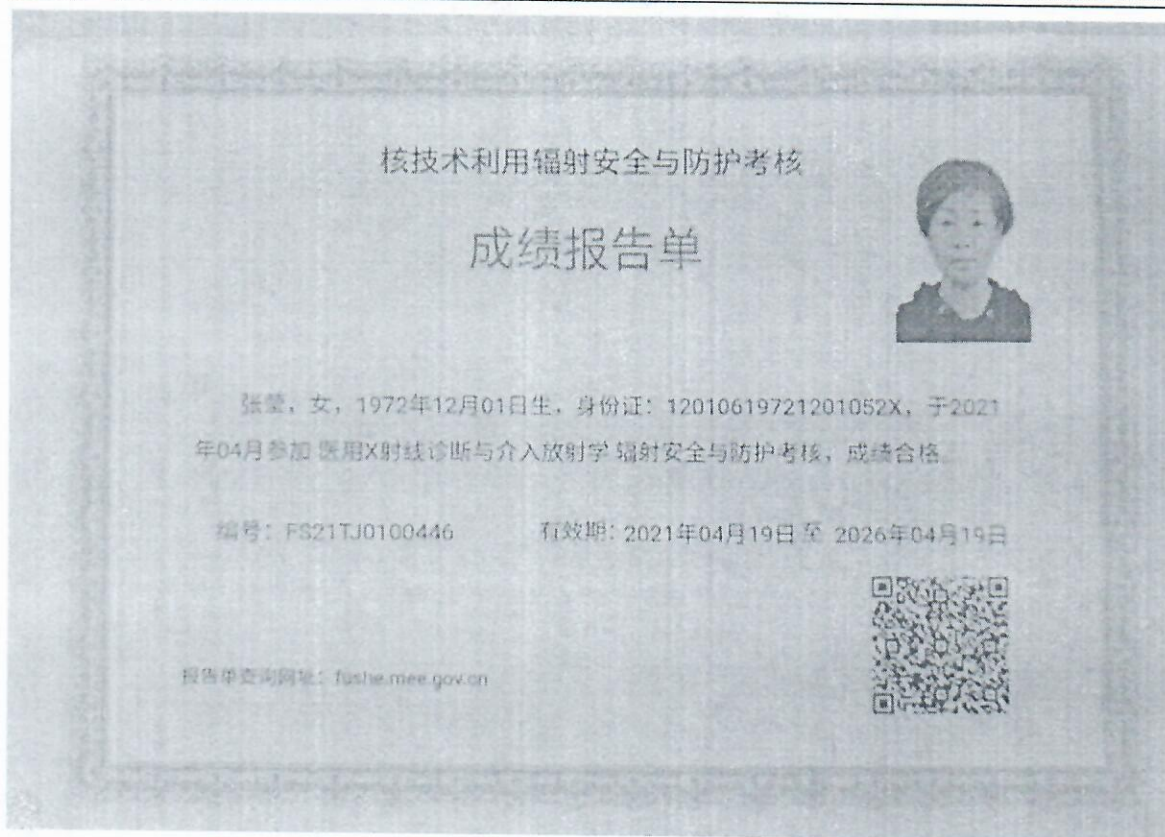 核技术利用辐射安全与防护考核
成绩报告单
张莹，女，1972年12月01日生，身份证：12010619721201052X，于2021
年04月参加 医用X射线诊断与介入放射学 辐射安全与防护考核，成绩合格。
编号：FS21TJ0100446 有效期：2021年04月19日 至 2026年04月19日
报告单查询网址：fushe.mee.gov.cn